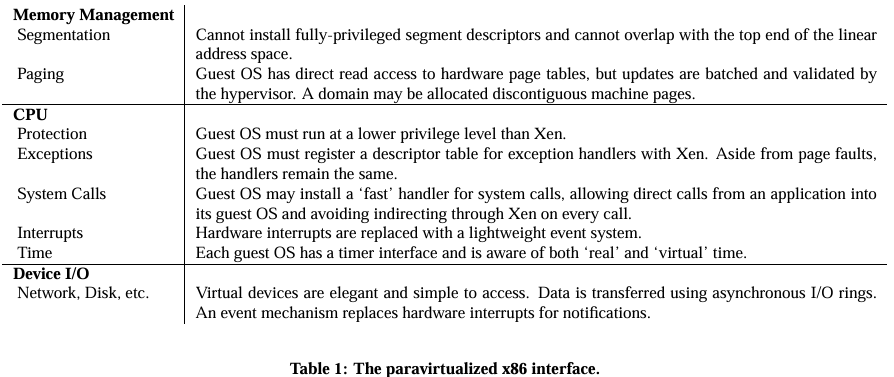 Memory Management
Segmentation Cannot install fully-privileged segment descriptors and cannot overlap with the top end of the linear
address space.
Paging Guest OS has direct read access to hardware page tables, but updates are batched and validated by
the hypervisor. A domain may be allocated discontiguous machine pages.
CPU
Protection Guest OS must run at a lower privilege level than Xen.
Exceptions Guest OS must register a descriptor table for exception handlers with Xen. Aside from page faults,
the handlers remain the same.
System Calls Guest OS may install a ‘fast’ handler for system calls, allowing direct calls from an application into
its guest OS and avoiding indirecting through Xen on every call.
Interrupts Hardware interrupts are replaced with a lightweight event system.
Time Each guest OS has a timer interface and is aware of both ‘real’ and ‘virtual’ time.
Device I/O
Network, Disk, etc. Virtual devices are elegant and simple to access. Data is transferred using asynchronous I/O rings.
An event mechanism replaces hardware interrupts for notifications.
Table 1: The paravirtualized x86 interface.